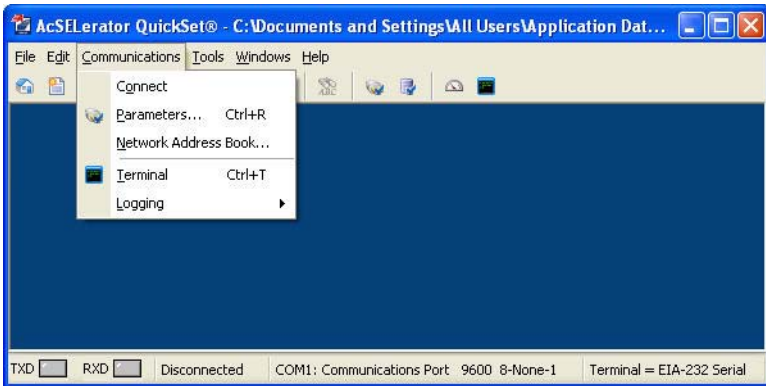 AcSELerator QuickSet® - C:\Documents and Settings\All Users\Application Dat...
File Edit Communications Tools Windows Help
Connect
Parameters... Ctrl+R
Network Address Book...
Terminal Ctrl+T
Logging
TXD RXD Disconnected COM1: Communications Port 9600 8-None-1 Terminal = EIA-232 Serial